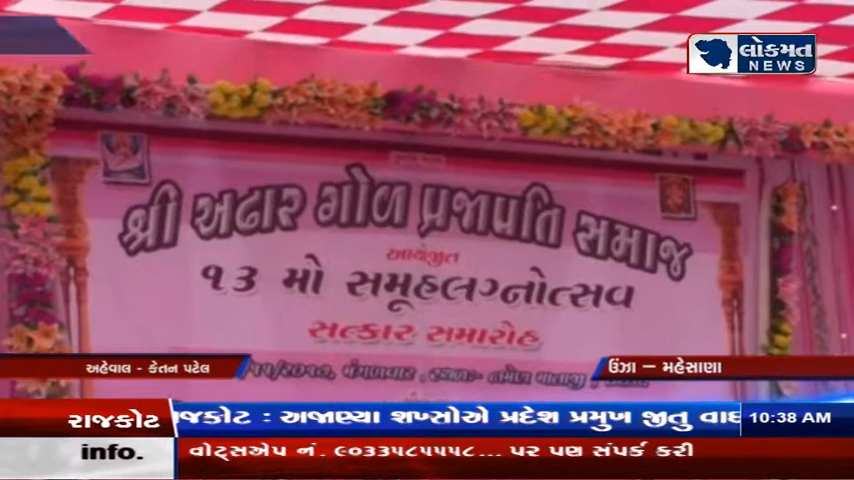 લોકમત
NEWS
શ્રી અઢાર ગોળ પ્રજાપતિ સમાજ
આયોજીત
૧૩ મો સમૂહલગ્નોત્સવ
સત્કાર સમારોહ
મંગળવાર
અહેવાલ - કેતન પટેલ
ઉંઝા – મહેસાણા
રાજકોટ
રાજકોટ : અજાણ્યા શખ્સોએ પ્રદેશ પ્રમુખ જીતુ વાઘ
10:38 AM
info.
વોટ્સએપ નં. ૯૦૩૩૫૮૫૫૫૮... પર પણ સંપર્ક કરી